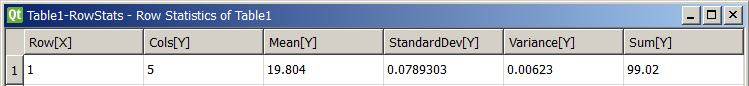 Qt Table1-RowStats - Row Statistics of Table1
Row[X] Cols[Y] Mean[Y] StandardDev[Y] Variance[Y] Sum[Y]
1 1 5 19.804 0.0789303 0.00623 99.02